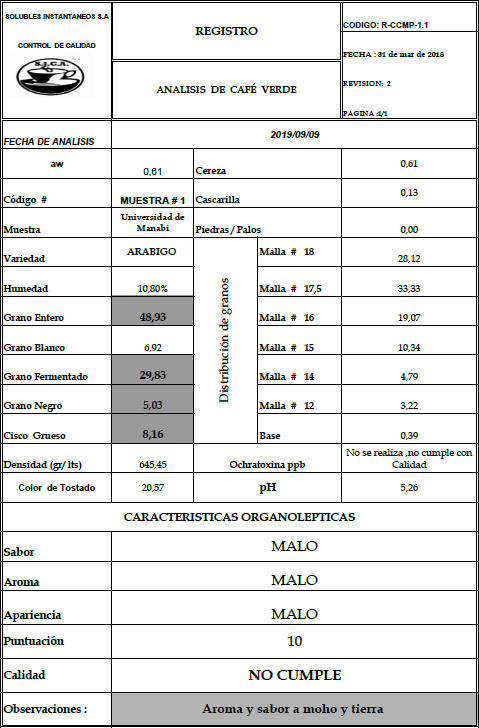 SOLUBLES INSTANTANEOS S.A
CONTROL DE CALIDAD
S.I.C.A.
REGISTRO
ANALISIS DE CAFÉ VERDE
CODIGO: R-CCMP-1.1
FECHA : 31 de mar de 2018
REVISION: 2
PAGINA :1/1
FECHA DE ANALISIS 2019/09/09
aw 0,61 Cereza 0,61
Código # MUESTRA # 1 Cascarilla 0,13
Muestra Universidad de Manabí Piedras / Palos 0,00
Variedad ARABIGO Malla # 18 28,12
Humedad 10,80% Malla # 17,5 33,33
Grano Entero 48,93 Malla # 16 19,07
Grano Blanco 6,92 Malla # 15 10,34
Grano Fermentado 29,83 Malla # 14 4,79
Grano Negro 5,03 Malla # 12 3,22
Cisco Grueso 8,16 Base 0,39
Distribución de granos
Densidad (gr/ lts) 645,45 Ochratoxina ppb No se realiza ,no cumple con Calidad
Color de Tostado 20,57 pH 5,26
CARACTERISTICAS ORGANOLEPTICAS
Sabor MALO
Aroma MALO
Apariencia MALO
Puntuación 10
Calidad NO CUMPLE
Observaciones : Aroma y sabor a moho y tierra